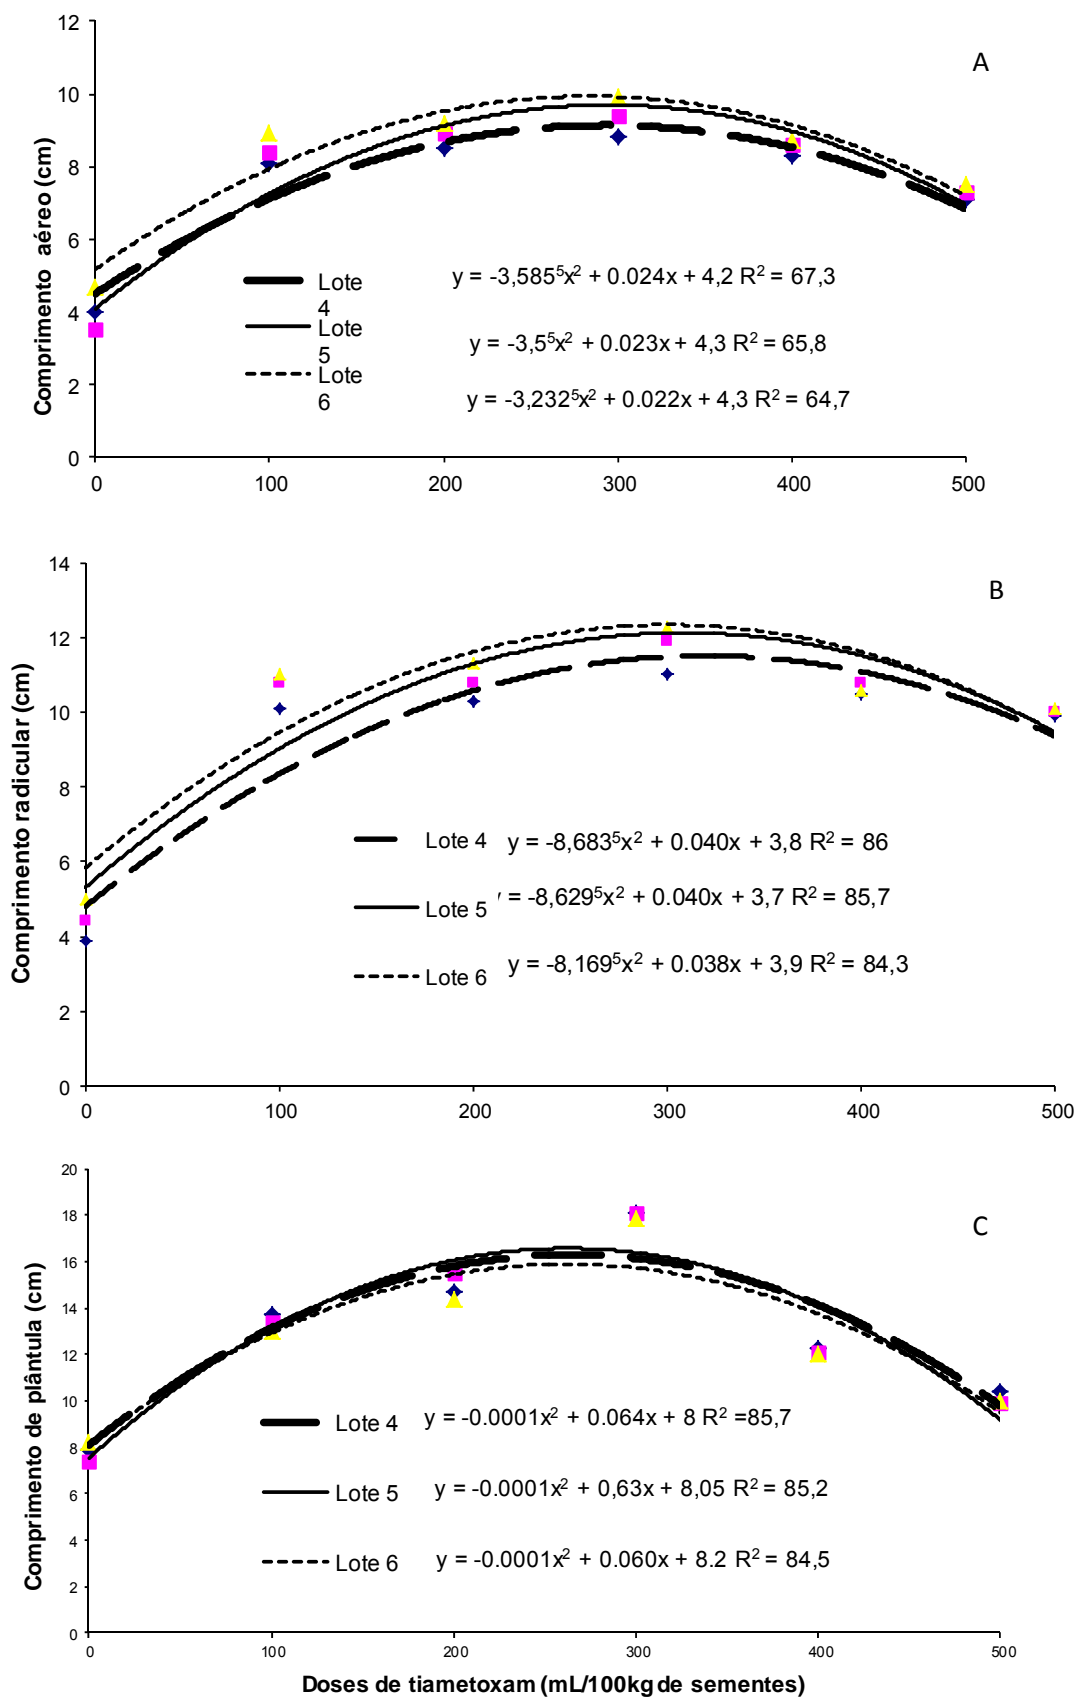 A
12
10
8
6
4
2
0
Comprimento aéreo (cm)
Lote 4
y = -3,585⁵x² + 0.024x + 4,2 R² = 67,3
Lote 5
y = -3,5⁵x² + 0.023x + 4,3 R² = 65,8
Lote 6
y = -3,232⁵x² + 0.022x + 4,3 R² = 64,7
0 100 200 300 400 500
B
14
12
10
8
6
4
2
0
Comprimento radicular (cm)
Lote 4 y = -8,683⁵x² + 0.040x + 3,8 R² = 86
Lote 5 = -8,629⁵x² + 0.040x + 3,7 R² = 85,7
Lote 6 y = -8,169⁵x² + 0.038x + 3,9 R² = 84,3
0 100 200 300 400 500
C
20
18
16
14
12
10
8
6
4
2
0
Comprimento de plântula (cm)
Lote 4 y = -0.0001x² + 0.064x + 8 R² =85,7
Lote 5 y = -0.0001x² + 0,63x + 8,05 R² = 85,2
Lote 6 y = -0.0001x² + 0.060x + 8.2 R² = 84,5
0 100 200 300 400 500
Doses de tiametoxam (mL/100kg de sementes)